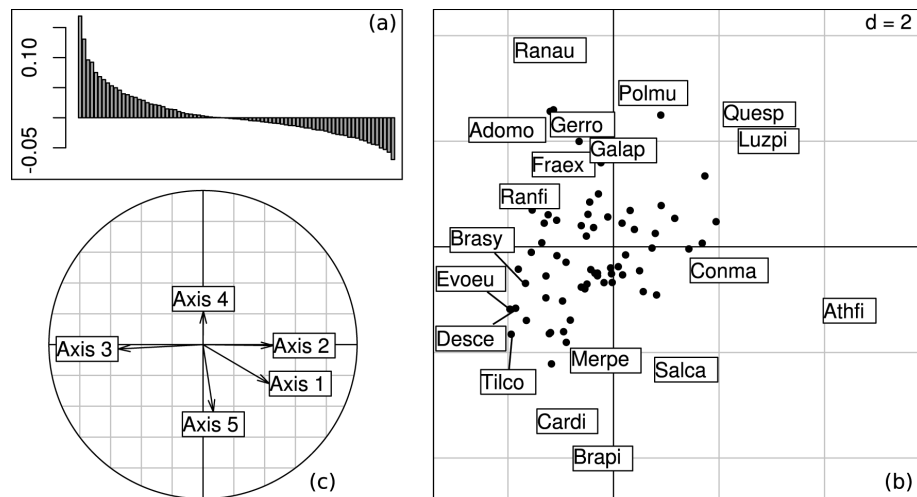 (a)
0.10
-0.05
Axis 4
Axis 3
Axis 2
Axis 1
Axis 5
(c)
d = 2
Ranau
Polmu
Quesp
Adomo
Gerro
Luzpi
Galap
Fraex
Ranfi
Brasy
Conma
Evoeu
Athfi
Desce
Merpe
Salca
Tilco
Cardi
Brapi
(b)